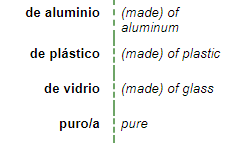 de aluminio (made) of
aluminum
de plástico (made) of plastic
de vidrio (made) of glass
puro/a pure